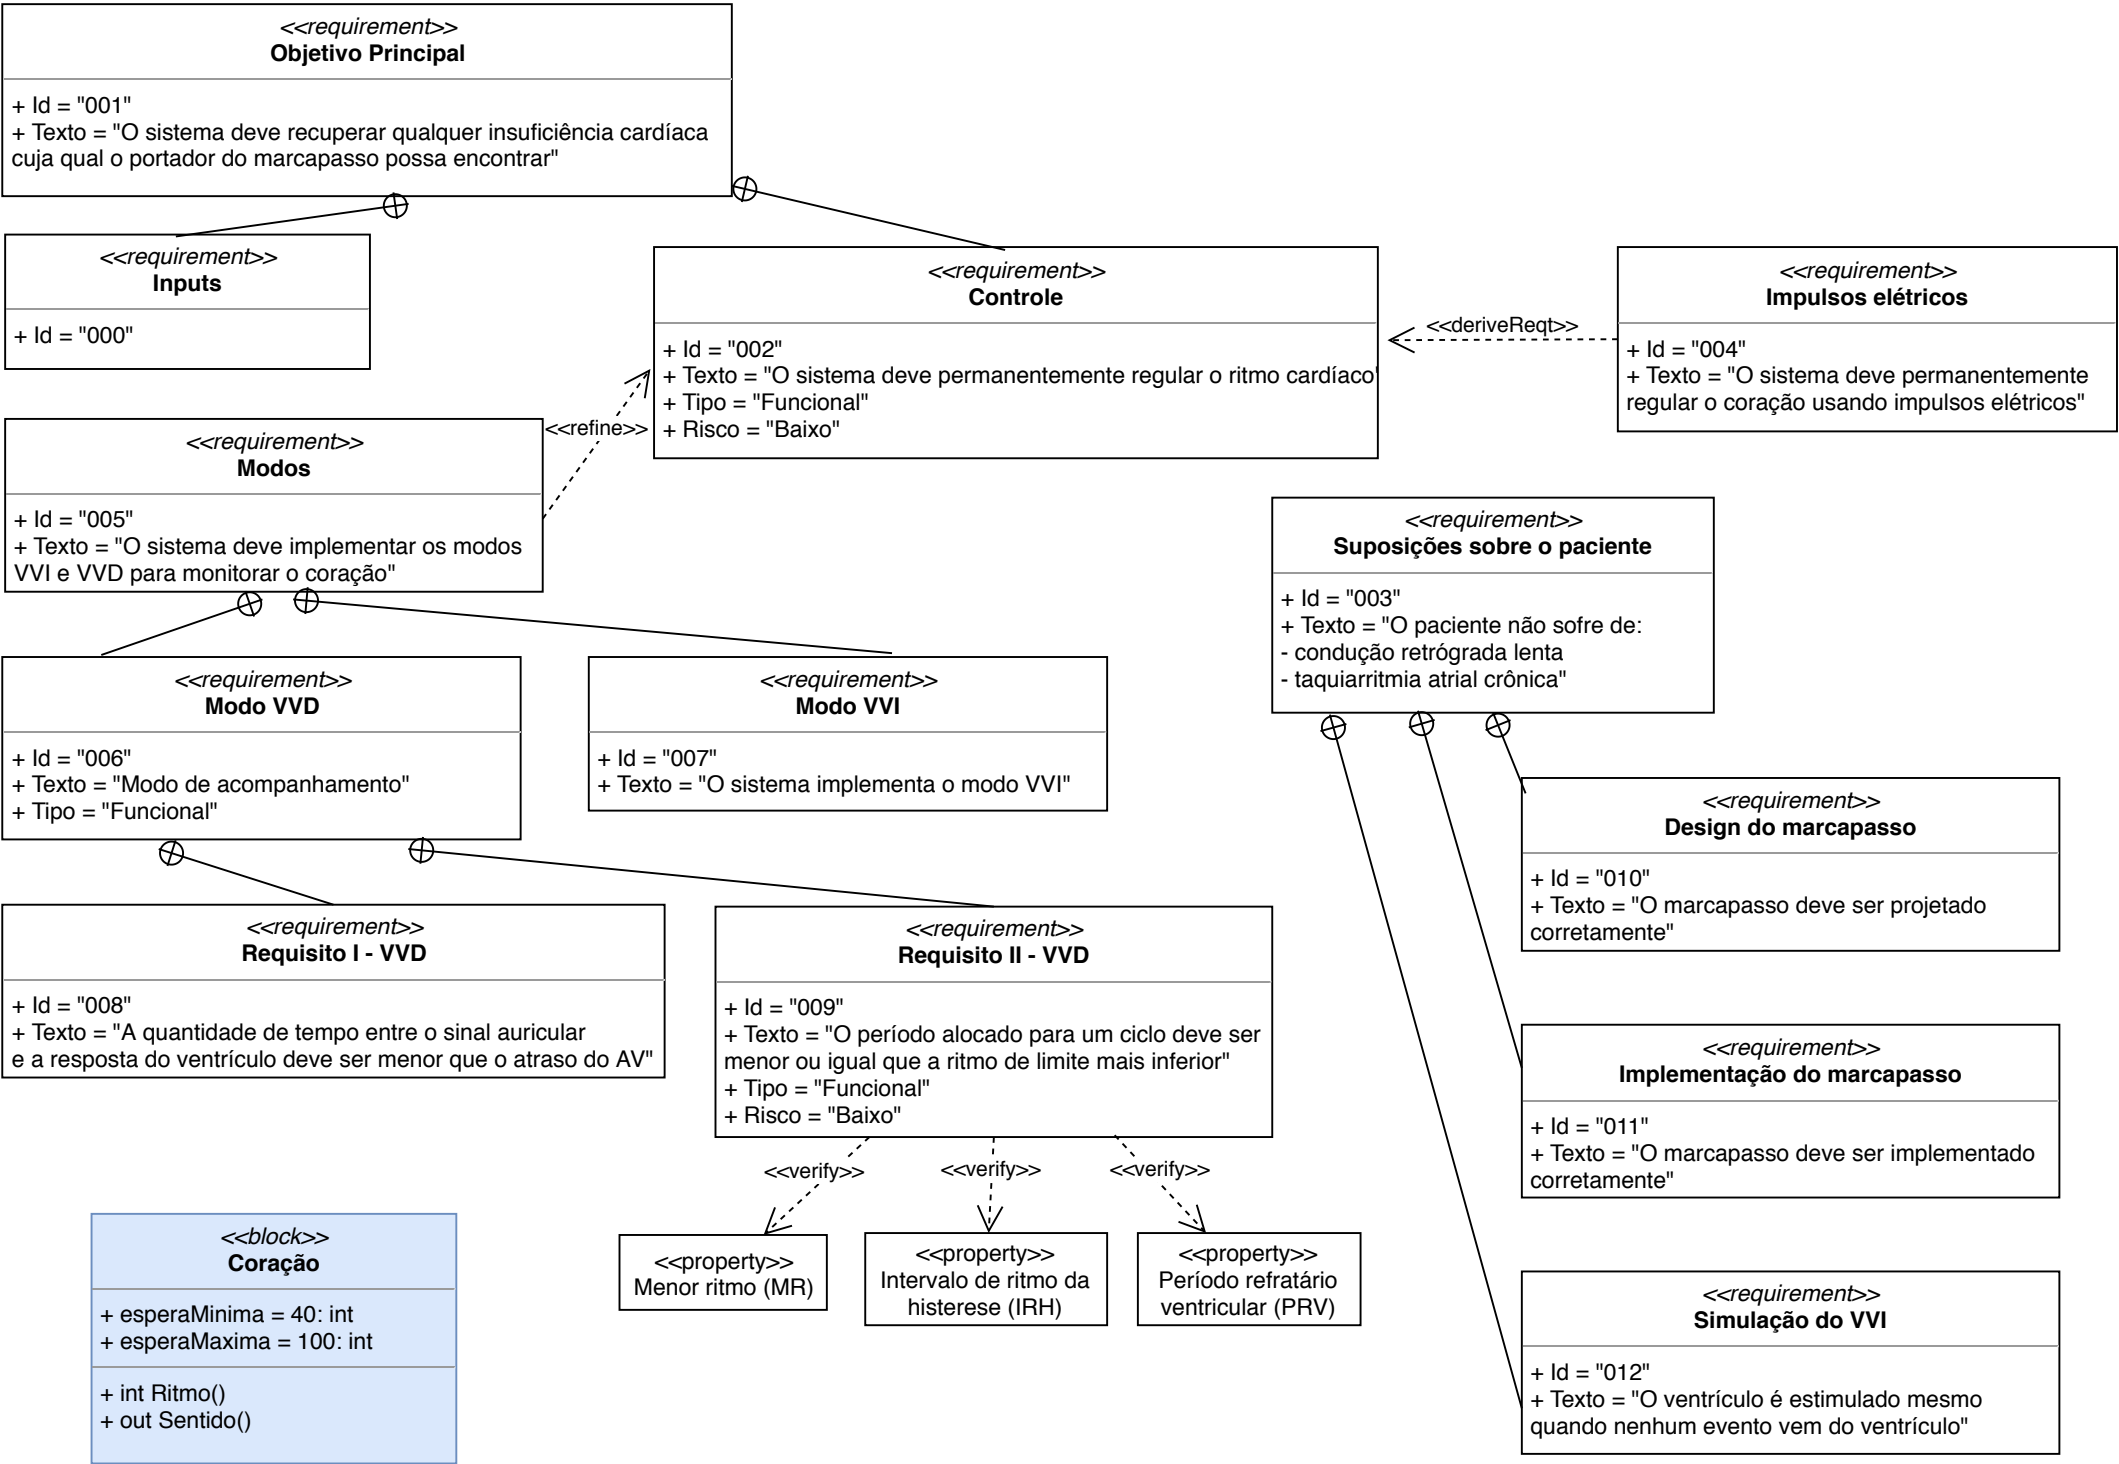 <<requirement>>
Objetivo Principal
+ Id = "001"
+ Texto = "O sistema deve recuperar qualquer insuficiência cardíaca
cuja qual o portador do marcapasso possa encontrar"
<<requirement>>
Inputs
+ Id = "000"
<<requirement>>
Controle
+ Id = "002"
+ Texto = "O sistema deve permanentemente regular o ritmo cardíaco"
+ Tipo = "Funcional"
+ Risco = "Baixo"
<<deriveReqt>>
<<requirement>>
Impulsos elétricos
+ Id = "004"
+ Texto = "O sistema deve permanentemente
regular o coração usando impulsos elétricos"
<<refine>>
<<requirement>>
Modos
+ Id = "005"
+ Texto = "O sistema deve implementar os modos
VVI e VVD para monitorar o coração"
<<requirement>>
Suposições sobre o paciente
+ Id = "003"
+ Texto = "O paciente não sofre de:
- condução retrógrada lenta
- taquiarritmia atrial crônica"
<<requirement>>
Modo VVD
+ Id = "006"
+ Texto = "Modo de acompanhamento"
+ Tipo = "Funcional"
<<requirement>>
Modo VVI
+ Id = "007"
+ Texto = "O sistema implementa o modo VVI"
<<requirement>>
Design do marcapasso
+ Id = "010"
+ Texto = "O marcapasso deve ser projetado
corretamente"
<<requirement>>
Requisito I - VVD
+ Id = "008"
+ Texto = "A quantidade de tempo entre o sinal auricular
e a resposta do ventrículo deve ser menor que o atraso do AV"
<<requirement>>
Requisito II - VVD
+ Id = "009"
+ Texto = "O período alocado para um ciclo deve ser
menor ou igual que a ritmo de limite mais inferior"
+ Tipo = "Funcional"
+ Risco = "Baixo"
<<requirement>>
Implementação do marcapasso
+ Id = "011"
+ Texto = "O marcapasso deve ser implementado
corretamente"
<<verify>>
<<verify>>
<<verify>>
<<property>>
Menor ritmo (MR)
<<property>>
Intervalo de ritmo da
histerese (IRH)
<<property>>
Período refratário
ventricular (PRV)
<<block>>
Coração
+ esperaMinima = 40: int
+ esperaMaxima = 100: int
+ int Ritmo()
+ out Sentido()
<<requirement>>
Simulação do VVI
+ Id = "012"
+ Texto = "O ventrículo é estimulado mesmo
quando nenhum evento vem do ventrículo"